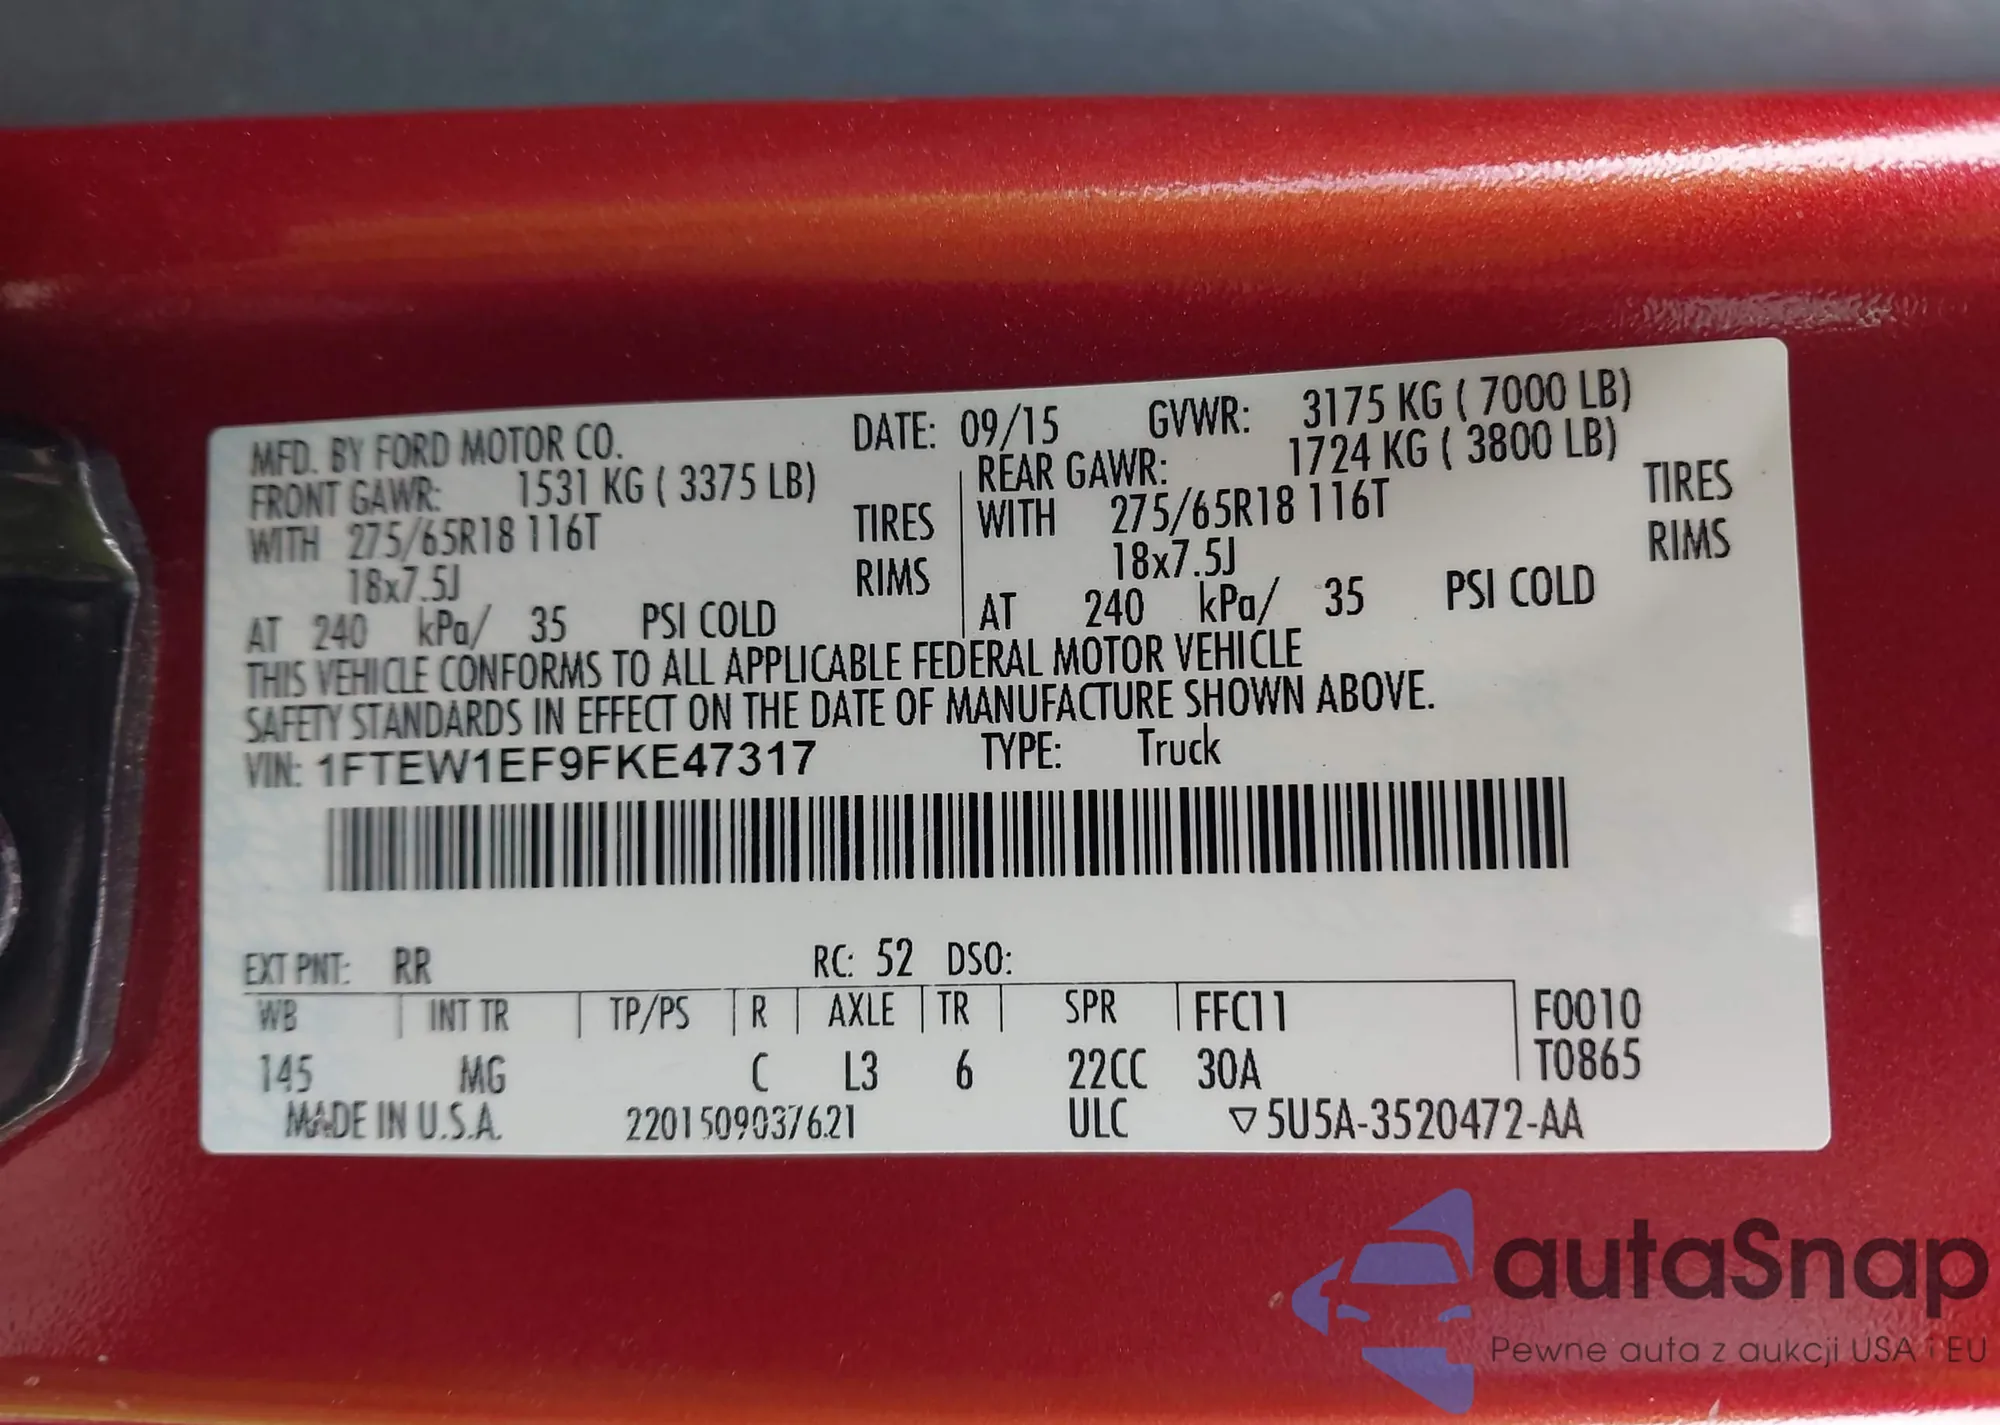 MFD. BY FORD MOTOR CO. DATE: 09/15 GVWR: 3175 KG ( 7000 LB)
FRONT GAWR: 1531 KG ( 3375 LB) REAR GAWR: 1724 KG ( 3800 LB)
WITH 275/65R18 116T TIRES WITH 275/65R18 116T TIRES
18x7.5J RIMS 18x7.5J RIMS
AT 240 kPa/ 35 PSI COLD AT 240 kPa/ 35 PSI COLD
THIS VEHICLE CONFORMS TO ALL APPLICABLE FEDERAL MOTOR VEHICLE
SAFETY STANDARDS IN EFFECT ON THE DATE OF MANUFACTURE SHOWN ABOVE.
VIN: 1FTEW1EF9FKE47317 TYPE: Truck
EXT PNT: RR RC: 52 DSO:
WB INT TR TP/PS R AXLE TR SPR FFC11 F0010
145 MG C L3 6 22CC 30A T0865
MADE IN U.S.A. 2201509037621 ULC ▽5U5A-3520472-AA
autaSnap
Pewne auta z aukcji USA i EU